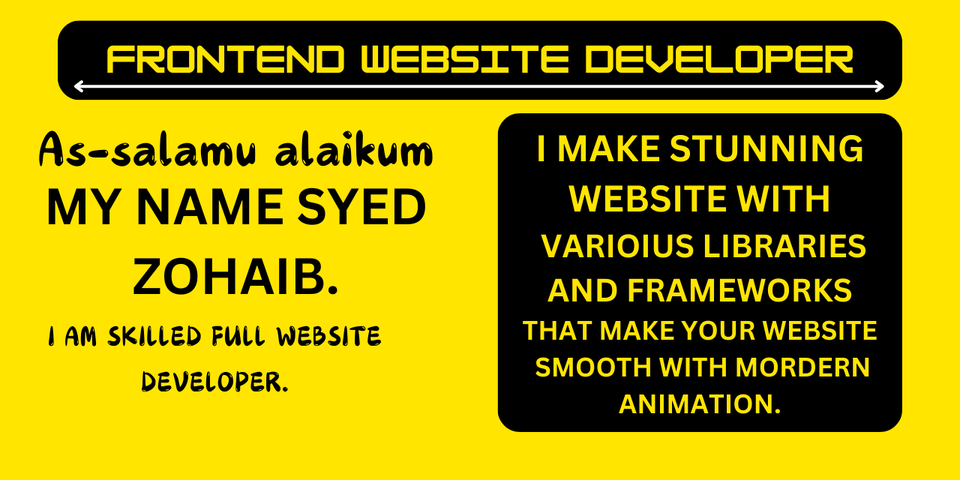 FRONTEND WEBSITE DEVELOPER
As-salamu alaikum
MY NAME SYED
ZOHAIB.
I AM SKILLED FULL WEBSITE
DEVELOPER.
I MAKE STUNNING
WEBSITE WITH
VARIOIUS LIBRARIES
AND FRAMEWORKS
THAT MAKE YOUR WEBSITE
SMOOTH WITH MORDERN
ANIMATION.